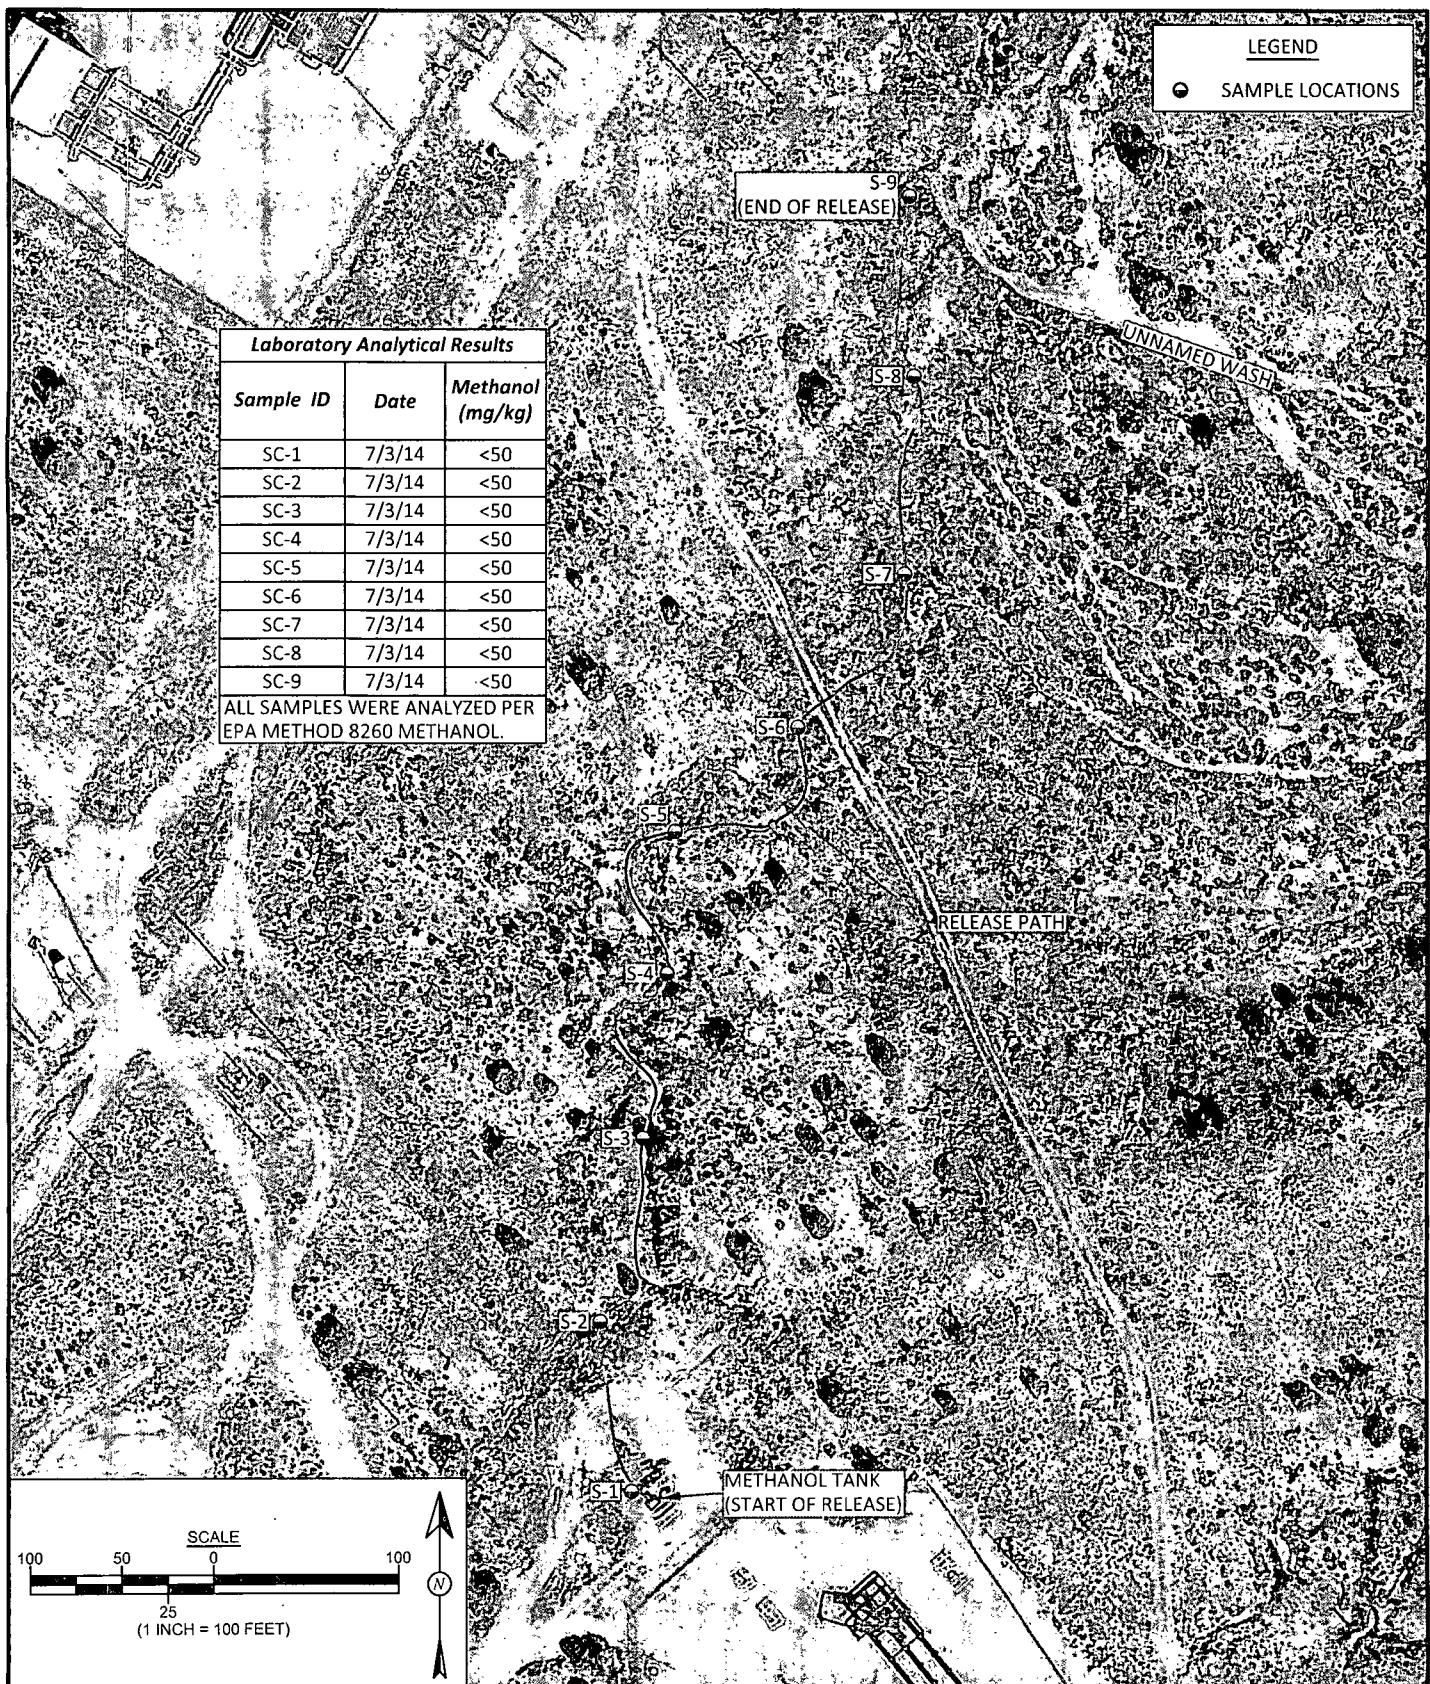 LEGEND
SAMPLE LOCATIONS
S-9
(END OF RELEASE)
UNNAMED WASH
S-8
Laboratory Analytical Results
Sample ID Date Methanol (mg/kg)
SC-1 7/3/14 <50
SC-2 7/3/14 <50
SC-3 7/3/14 <50
SC-4 7/3/14 <50
SC-5 7/3/14 <50
SC-6 7/3/14 <50
SC-7 7/3/14 <50
SC-8 7/3/14 <50
SC-9 7/3/14 <50
ALL SAMPLES WERE ANALYZED PER
EPA METHOD 8260 METHANOL.
S-7
S-6
S-5
RELEASE PATH
S-4
S-3
S-2
S-1
METHANOL TANK
(START OF RELEASE)
SCALE
100 50 0 100
25
(1 INCH = 100 FEET)
N